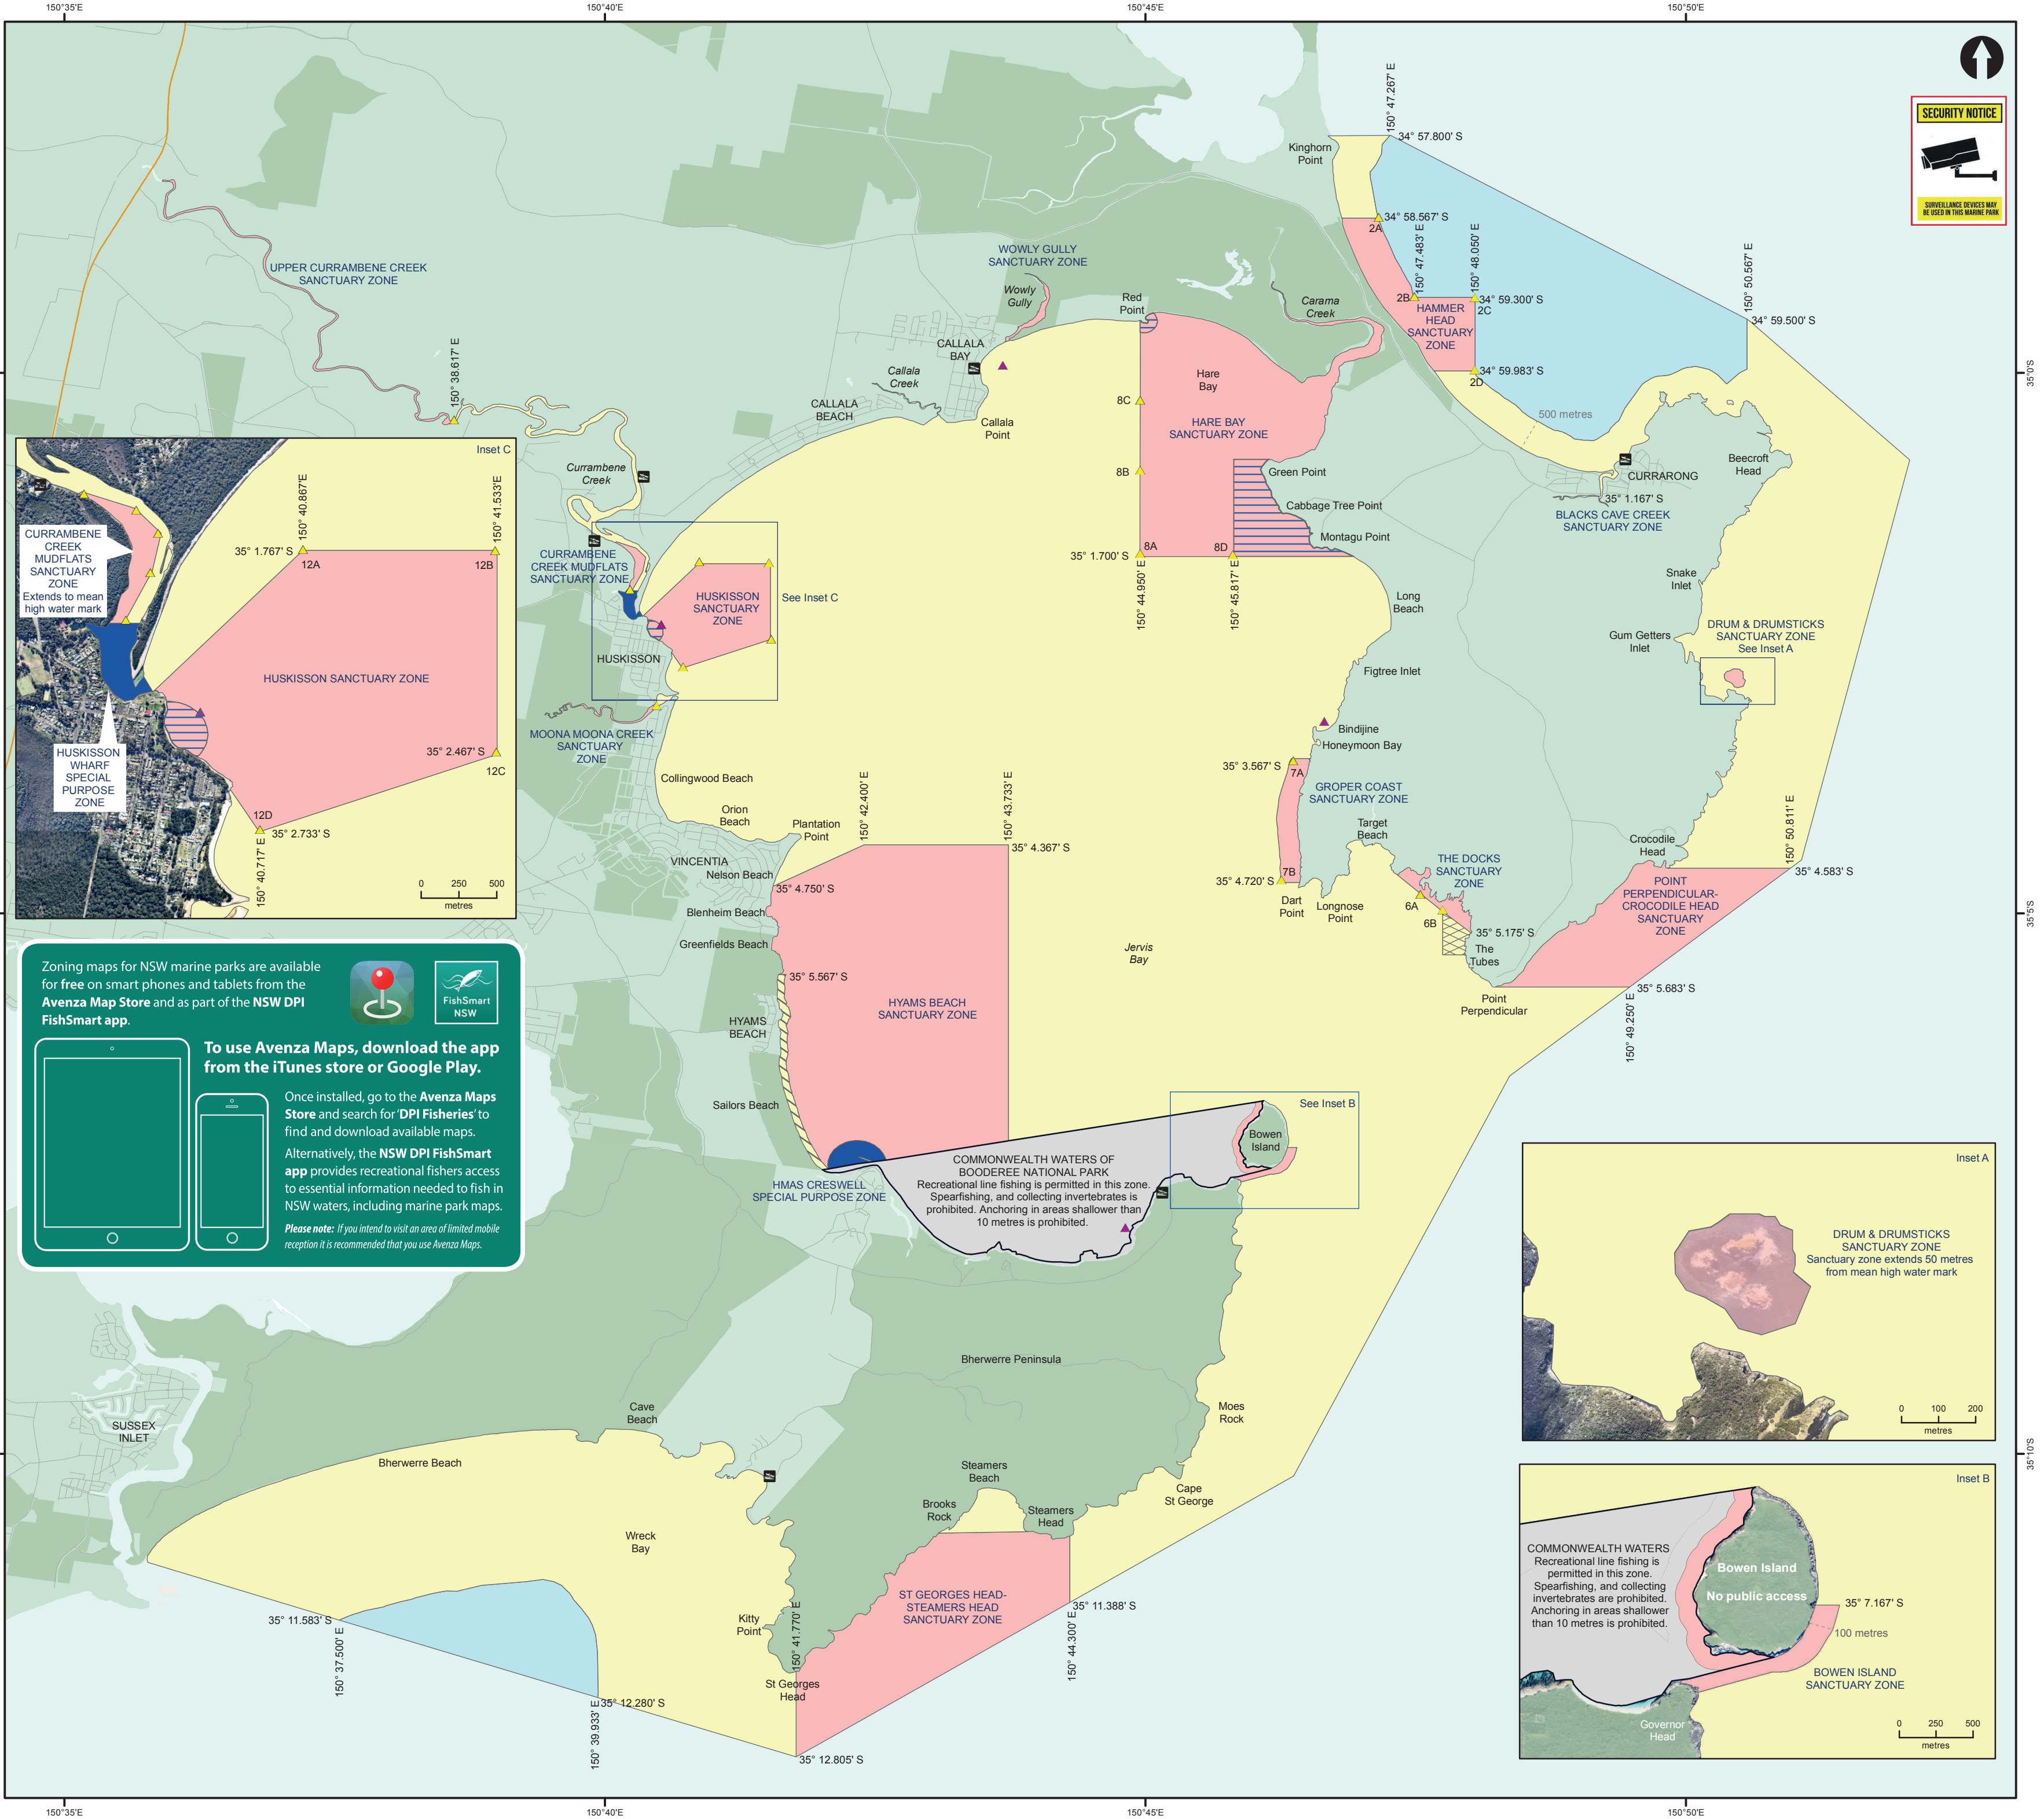 150°35'E
150°40'E
150°45'E
150°50'E
150° 47.267' E
34° 57.800' S
SECURITY NOTICE
SURVEILLANCE DEVICES MAY
BE USED IN THIS MARINE PARK
Kinghorn
Point
34° 58.567' S
2A
150° 47.483' E
150° 48.050' E
150° 50.567' E
WOWLY GULLY
SANCTUARY ZONE
UPPER CURRAMBENE CREEK
SANCTUARY ZONE
Wowly
Gully
Red
Point
Carama
Creek
2B
34° 59.300' S
2C
HAMMER
HEAD
SANCTUARY
ZONE
34° 59.500' S
150° 38.617' E
CALLALA
BAY
Callala
Creek
Hare
Bay
34° 59.983' S
2D
35°0'S
8C
CALLALA
BEACH
Callala
Point
HARE BAY
SANCTUARY ZONE
500 metres
Currambene
Creek
8B
Green Point
Beecroft
Head
CURRARONG
35° 1.167' S
BLACKS CAVE CREEK
SANCTUARY ZONE
Cabbage Tree Point
Montagu Point
35° 1.700' S
8A
8D
150° 44.950' E
150° 45.817' E
CURRAMBENE
CREEK MUDFLATS
SANCTUARY ZONE
HUSKISSON
SANCTUARY
ZONE
See Inset C
Long
Beach
Snake
Inlet
HUSKISSON
Figtree Inlet
Gum Getters
Inlet
DRUM & DRUMSTICKS
SANCTUARY ZONE
See Inset A
MOONA MOONA CREEK
SANCTUARY
ZONE
Bindijine
Honeymoon Bay
35° 3.567' S
7A
GROPER COAST
SANCTUARY ZONE
Collingwood Beach
Orion
Beach
Plantation
Point
150° 42.400' E
150° 43.733' E
35° 4.367' S
Target
Beach
Crocodile
Head
150° 50.811' E
35° 4.583' S
VINCENTIA
Nelson Beach
35° 4.750' S
35° 4.720' S
7B
THE DOCKS
SANCTUARY
ZONE
POINT
PERPENDICULAR-
CROCODILE HEAD
SANCTUARY
ZONE
Blenheim Beach
Dart
Point
Longnose
Point
6A
6B
35° 5.175' S
35°5'S
Greenfields Beach
Jervis
Bay
The
Tubes
35° 5.567' S
35° 5.683' S
150° 49.250' E
Point
Perpendicular
HYAMS BEACH
SANCTUARY ZONE
HYAMS
BEACH
Sailors Beach
See Inset B
Bowen
Island
HMAS CRESWELL
SPECIAL PURPOSE ZONE
COMMONWEALTH WATERS OF
BOODEREE NATIONAL PARK
Recreational line fishing is permitted in this zone.
Spearfishing, and collecting invertebrates is
prohibited. Anchoring in areas shallower than
10 metres is prohibited.
Inset C
150° 40.867'E
150° 41.533'E
35° 1.767' S
12A
12B
CURRAMBENE
CREEK
MUDFLATS
SANCTUARY
ZONE
Extends to mean
high water mark
HUSKISSON SANCTUARY ZONE
HUSKISSON
WHARF
SPECIAL
PURPOSE
ZONE
35° 2.467' S
12C
12D
35° 2.733' S
150° 40.717' E
0 250 500
metres
Zoning maps for NSW marine parks are available
for free on smart phones and tablets from the
Avenza Map Store and as part of the NSW DPI
FishSmart app.
FishSmart
NSW
To use Avenza Maps, download the app
from the iTunes store or Google Play.
Once installed, go to the Avenza Maps
Store and search for 'DPI Fisheries' to
find and download available maps.
Alternatively, the NSW DPI FishSmart
app provides recreational fishers access
to essential information needed to fish in
NSW waters, including marine park maps.
Please note: If you intend to visit an area of limited mobile
reception it is recommended that you use Avenza Maps.
Bherwerre Peninsula
SUSSEX
INLET
Cave
Beach
Moes
Rock
Bherwerre Beach
Steamers
Beach
Cape
St George
Brooks
Rock
Steamers
Head
Wreck
Bay
35°10'S
35° 11.583' S
150° 37.500' E
Kitty
Point
150° 41.770' E
ST GEORGES HEAD-
STEAMERS HEAD
SANCTUARY ZONE
35° 11.388' S
150° 44.300' E
St Georges
Head
35° 12.280' S
150° 39.933' E
35° 12.805' S
Inset A
DRUM & DRUMSTICKS
SANCTUARY ZONE
Sanctuary zone extends 50 metres
from mean high water mark
0 100 200
metres
Inset B
COMMONWEALTH WATERS
Recreational line fishing is
permitted in this zone.
Spearfishing, and collecting
invertebrates are prohibited.
Anchoring in areas shallower
than 10 metres is prohibited.
Bowen Island
No public access
35° 7.167' S
100 metres
BOWEN ISLAND
SANCTUARY ZONE
Governor
Head
0 250 500
metres
150°35'E
150°40'E
150°45'E
150°50'E